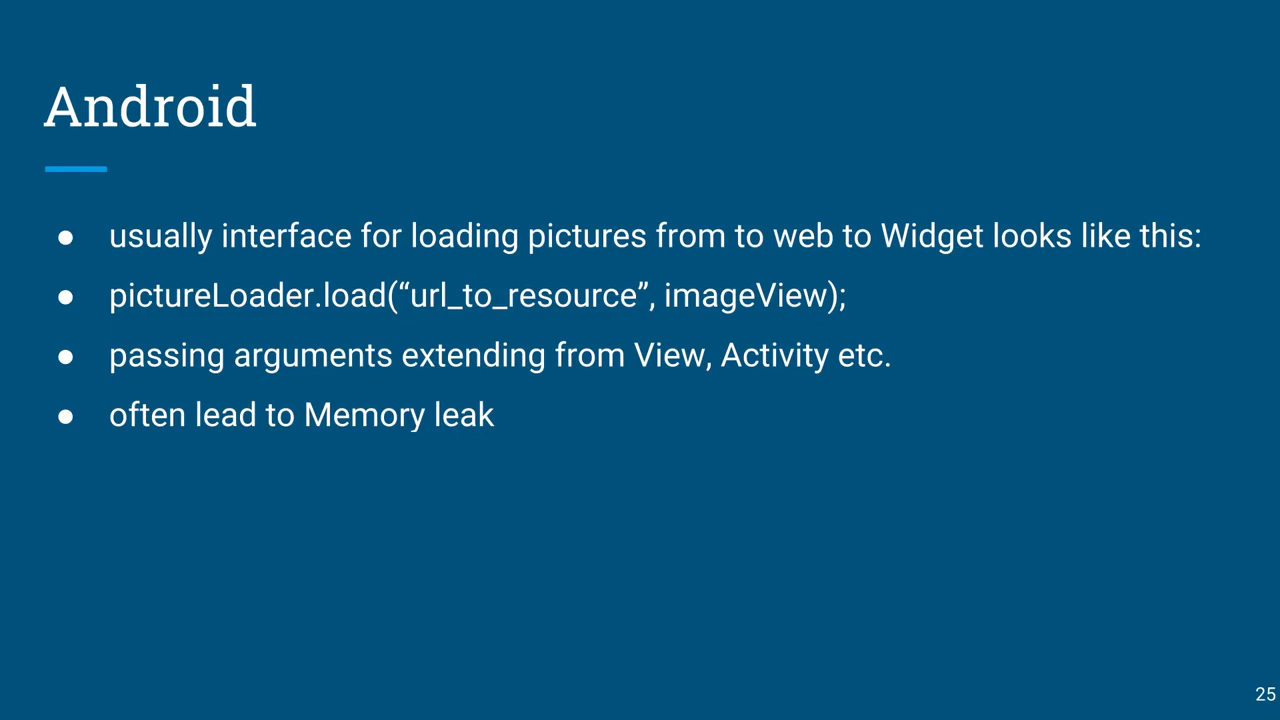 Android
● usually interface for loading pictures from to web to Widget looks like this:
● pictureLoader.load(“url_to_resource”, imageView);
● passing arguments extending from View, Activity etc.
● often lead to Memory leak
25